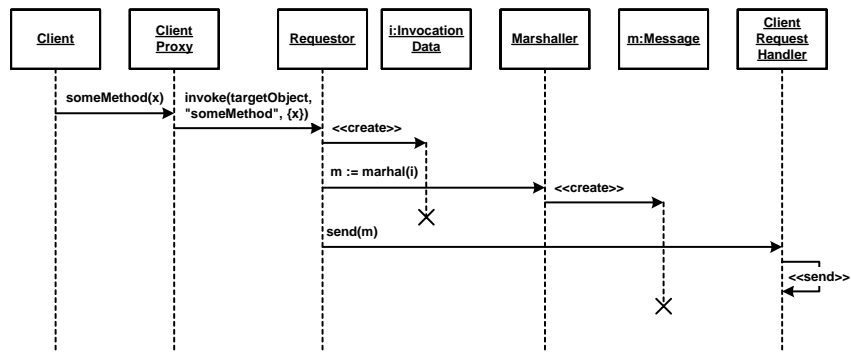 Client
Client
Proxy
Requestor
i:Invocation
Data
Marshaller
m:Message
Client
Request
Handler
someMethod(x)
invoke(targetObject,
"someMethod", {x})
<<create>>
m := marhal(i)
<<create>>
send(m)
<<send>>